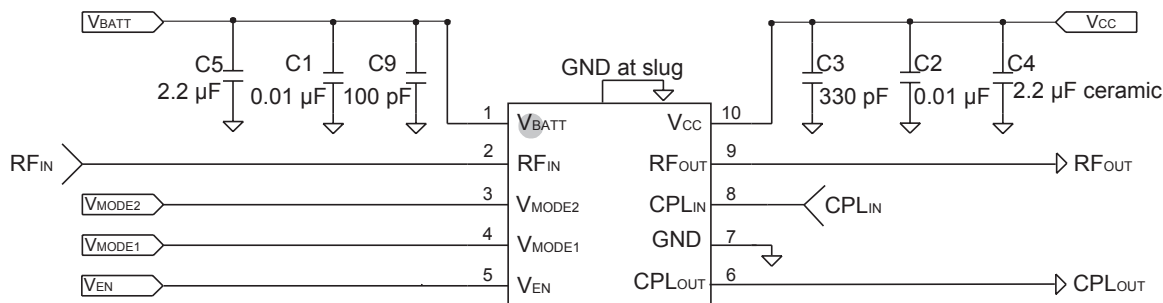 VBATT
VCC
C5
2.2 µF
C1
0.01 µF
C9
100 pF
GND at slug
C3
330 pF
C2
0.01 µF
C4
2.2 µF ceramic
1
VBATT
VCC
10
RFIN
2
RFIN
RFOUT
9
RFOUT
VMODE2
3
VMODE2
CPLIN
8
CPLIN
VMODE1
4
VMODE1
GND
7
VEN
5
VEN
CPLOUT
6
CPLOUT